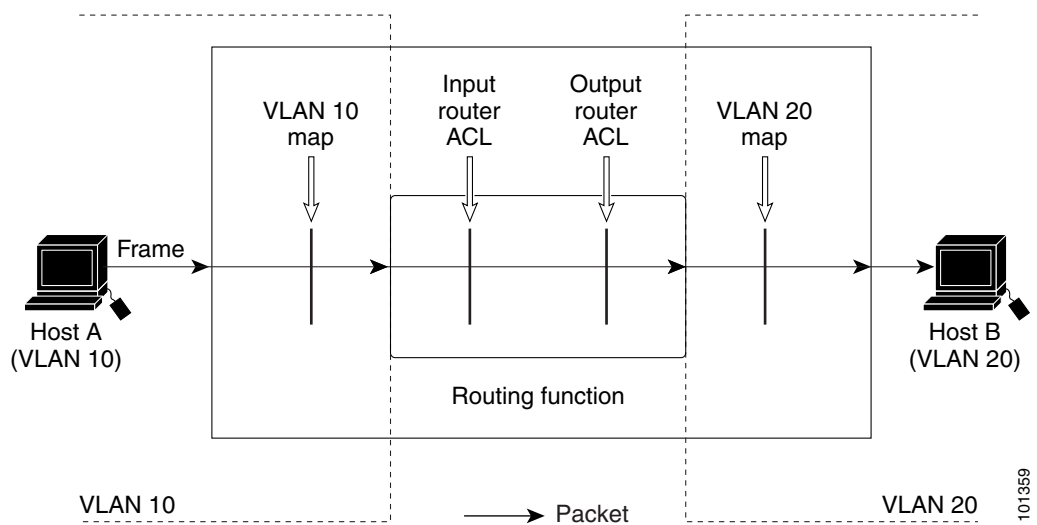 VLAN 10
map
Input
router
ACL
Output
router
ACL
VLAN 20
map
Frame
Host A
(VLAN 10)
Host B
(VLAN 20)
Routing function
VLAN 10
Packet
VLAN 20
101359